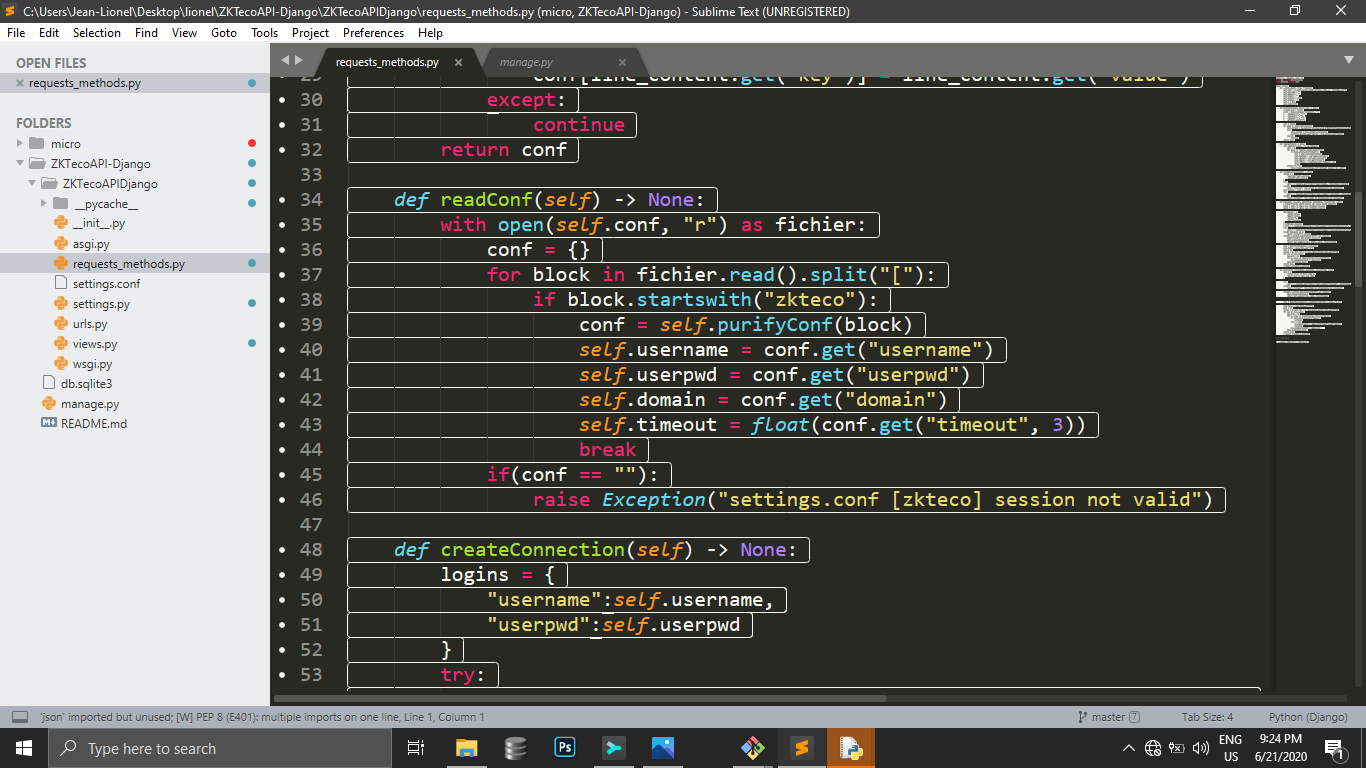 C:\Users\Jean-Lionel\Desktop\lionel\ZKTecoAPI-Django\ZKTecoAPIDjango\requests_methods.py (micro, ZKTecoAPI-Django) - Sublime Text (UNREGISTERED)
File Edit Selection Find View Goto Tools Project Preferences Help
OPEN FILES
requests_methods.py
FOLDERS
micro
ZKTecoAPI-Django
ZKTecoAPIDjango
__pycache__
__init__.py
asgi.py
requests_methods.py
settings.conf
settings.py
urls.py
views.py
wsgi.py
db.sqlite3
manage.py
README.md
requests_methods.py manage.py
29 conf[line_content.get("key")] = line_content.get("value")
30 except:
31 continue
32 return conf
33
34 def readConf(self) -> None:
35 with open(self.conf, "r") as fichier:
36 conf = {}
37 for block in fichier.read().split("["):
38 if block.startswith("zkteco"):
39 conf = self.purifyConf(block)
40 self.username = conf.get("username")
41 self.userpwd = conf.get("userpwd")
42 self.domain = conf.get("domain")
43 self.timeout = float(conf.get("timeout", 3))
44 break
45 if(conf == ""):
46 raise Exception("settings.conf [zkteco] session not valid")
47
48 def createConnection(self) -> None:
49 logins = {
50 "username":self.username,
51 "userpwd":self.userpwd
52 }
53 try:
'json' imported but unused; [W] PEP 8 (E401): multiple imports on one line, Line 1, Column 1
master 7 Tab Size: 4 Python (Django)
Type here to search
Ps
ENG
US
9:24 PM
6/21/2020
1